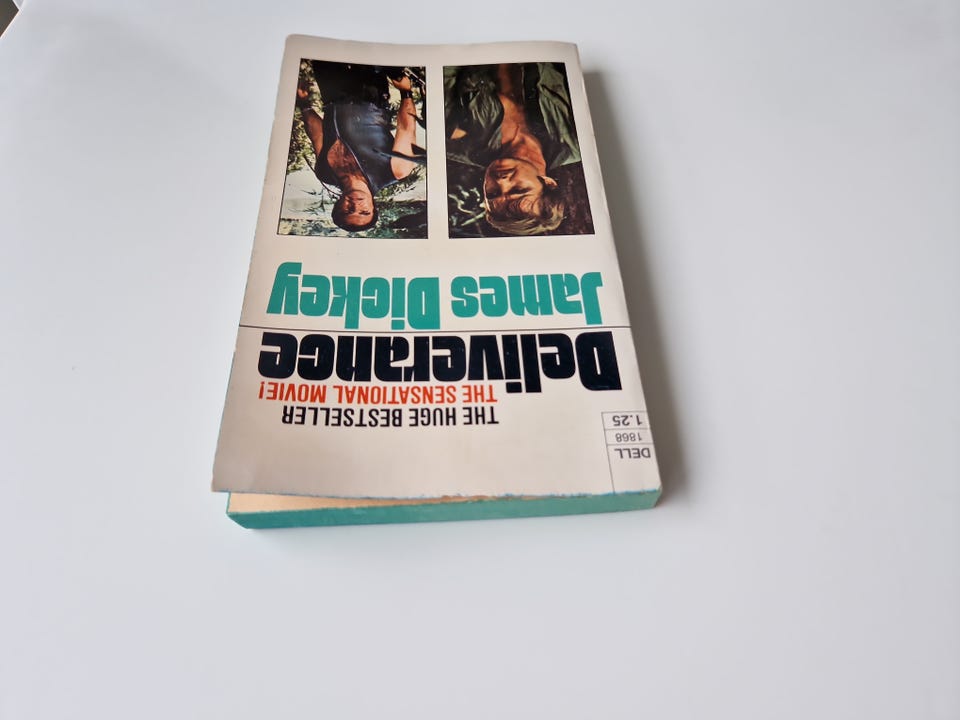 DELL
1868
1.25
THE HUGE BESTSELLER
THE SENSATIONAL MOVIE!
Deliverance
James Dickey